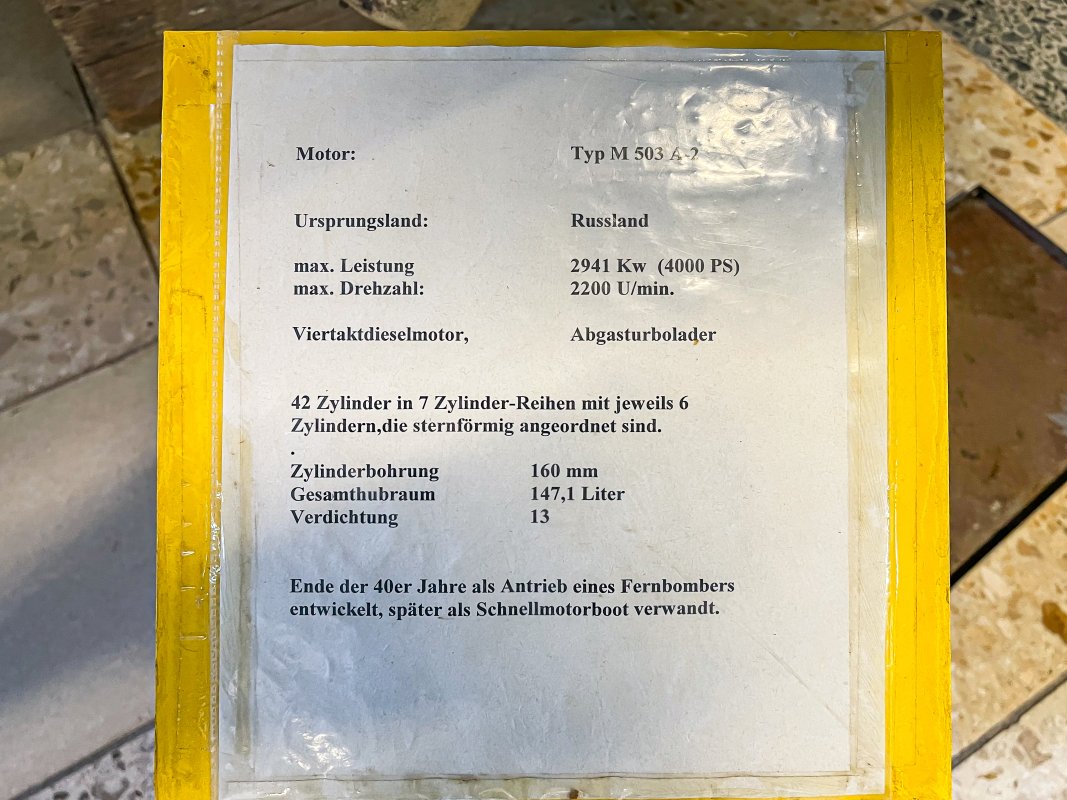 Motor: Typ M 503 A-2
Ursprungsland: Russland
max. Leistung 2941 Kw (4000 PS)
max. Drehzahl: 2200 U/min.
Viertaktdieselmotor, Abgasturbolader
42 Zylinder in 7 Zylinder-Reihen mit jeweils 6
Zylindern,die sternförmig angeordnet sind.
.
Zylinderbohrung 160 mm
Gesamthubraum 147,1 Liter
Verdichtung 13
Ende der 40er Jahre als Antrieb eines Fernbombers
entwickelt, später als Schnellmotorboot verwandt.